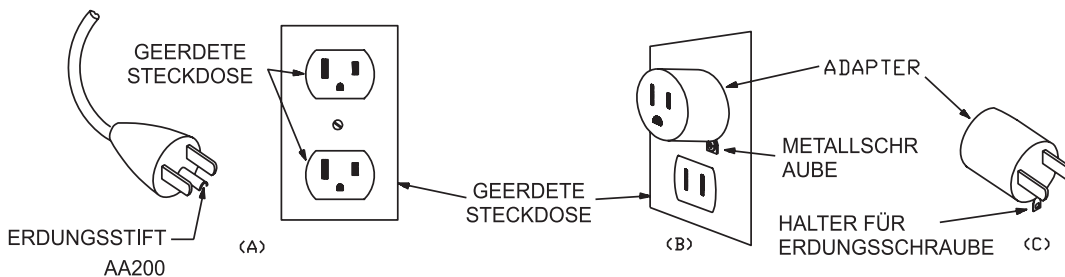 GEERDETE
STECKDOSE
ERDUNGSSTIFT
AA200
(A)
GEERDETE
STECKDOSE
ADAPTER
METALLSCHR
AUBE
(B)
HALTER FÜR
ERDUNGSSCHRAUBE
(C)